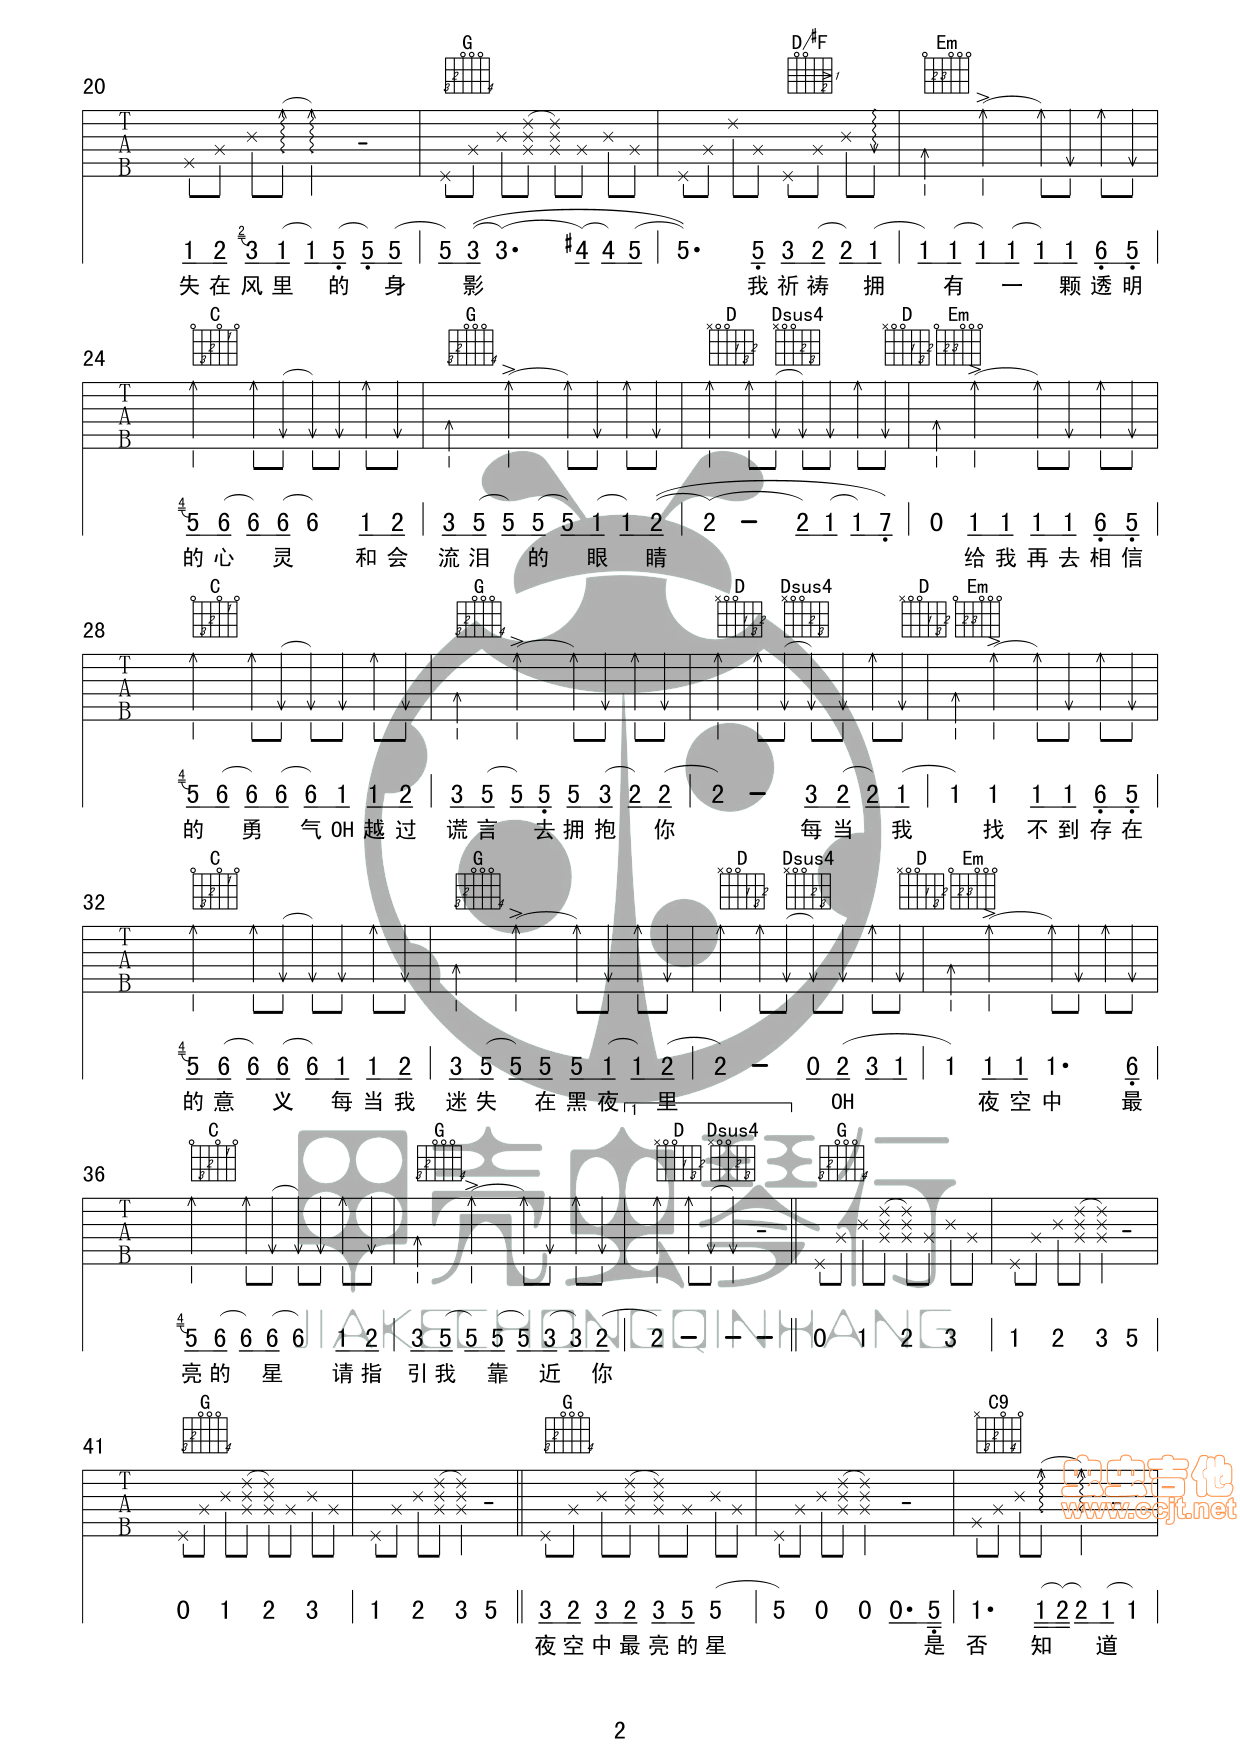 G D/#F Em
20
T A B
1 2 2 3 1 1 5 5 5 | 5 3 3· #4 4 5 | 5· 5 3 2 2 1 | 1 1 1 1 1 1 6 5 |
失在风里 的 身 影 我祈祷 拥 有 一 颗透明
C G D Dsus4 D Em
24
T A B
4 5 6 6 6 6 1 2 | 3 5 5 5 5 1 1 2 | 2 – 2 1 1 7 | 0 1 1 1 1 6 5 |
的心 灵 和会 流泪 的 眼 睛 给我再去相信
C G D Dsus4 D Em
28
T A B
4 5 6 6 6 6 1 1 2 | 3 5 5 5 5 3 2 2 | 2 – 3 2 2 1 | 1 1 1 1 6 5 |
的 勇 气OH越过 谎言 去拥抱 你 每当 我 找 不到存在
C G D Dsus4 D Em
32
T A B
4 5 6 6 6 6 1 1 2 | 3 5 5 5 5 1 1 2 | 2 – 0 2 3 1 | 1 1 1 1· 6 |
的意 义 每当我 迷失 在黑夜 里 OH 夜空中 最
1
C G D Dsus4 G
36
T A B
4 5 6 6 6 6 1 2 | 3 5 5 5 5 3 3 2 | 2 – – – || 0 1 2 3 | 1 2 3 5
亮的 星 请指 引我 靠 近 你
甲壳虫琴行
JIAKECHONGQINHANG
G G C9
41
T A B
0 1 2 3 | 1 2 3 5 || 3 2 3 2 3 5 5 | 5 0 0 0· 5 | 1· 1 2 2 1 1 |
夜空中最亮的星 是 否 知 道
虫虫吉他
www.ccjt.net
2